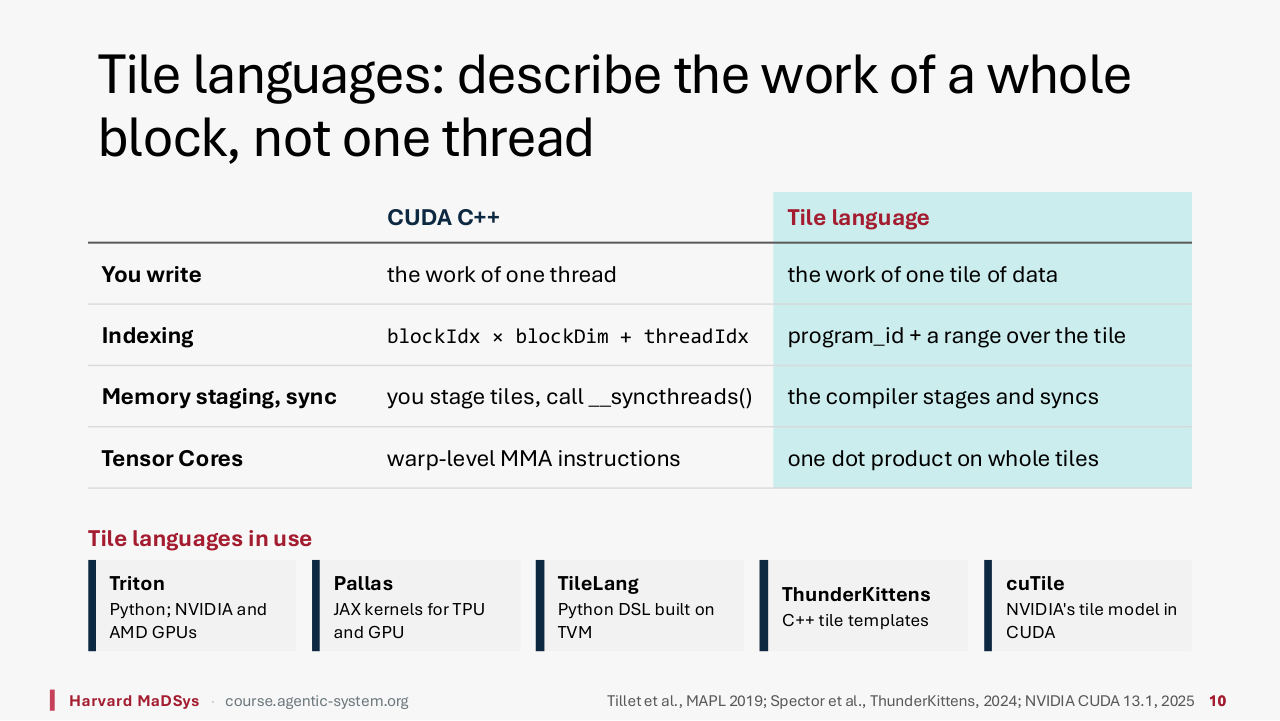 Tile languages: describe the work of a whole
block, not one thread
CUDA C++ Tile language
You write the work of one thread the work of one tile of data
Indexing blockIdx × blockDim + threadIdx program_id + a range over the tile
Memory staging, sync you stage tiles, call __syncthreads() the compiler stages and syncs
Tensor Cores warp-level MMA instructions one dot product on whole tiles
Tile languages in use
Triton
Python; NVIDIA and
AMD GPUs
Pallas
JAX kernels for TPU
and GPU
TileLang
Python DSL built on
TVM
ThunderKittens
C++ tile templates
cuTile
NVIDIA's tile model in
CUDA
Harvard MaDSys · course.agentic-system.org Tillet et al., MAPL 2019; Spector et al., ThunderKittens, 2024; NVIDIA CUDA 13.1, 2025 10